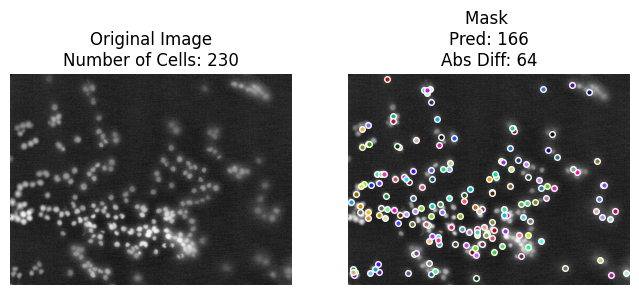 Original Image
Number of Cells: 230
Mask
Pred: 166
Abs Diff: 64